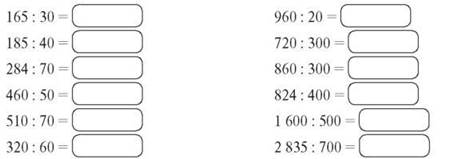 165 : 30 =
185 : 40 =
284 : 70 =
460 : 50 =
510 : 70 =
320 : 60 =
960 : 20 =
720 : 300 =
860 : 300 =
824 : 400 =
1 600 : 500 =
2 835 : 700 =